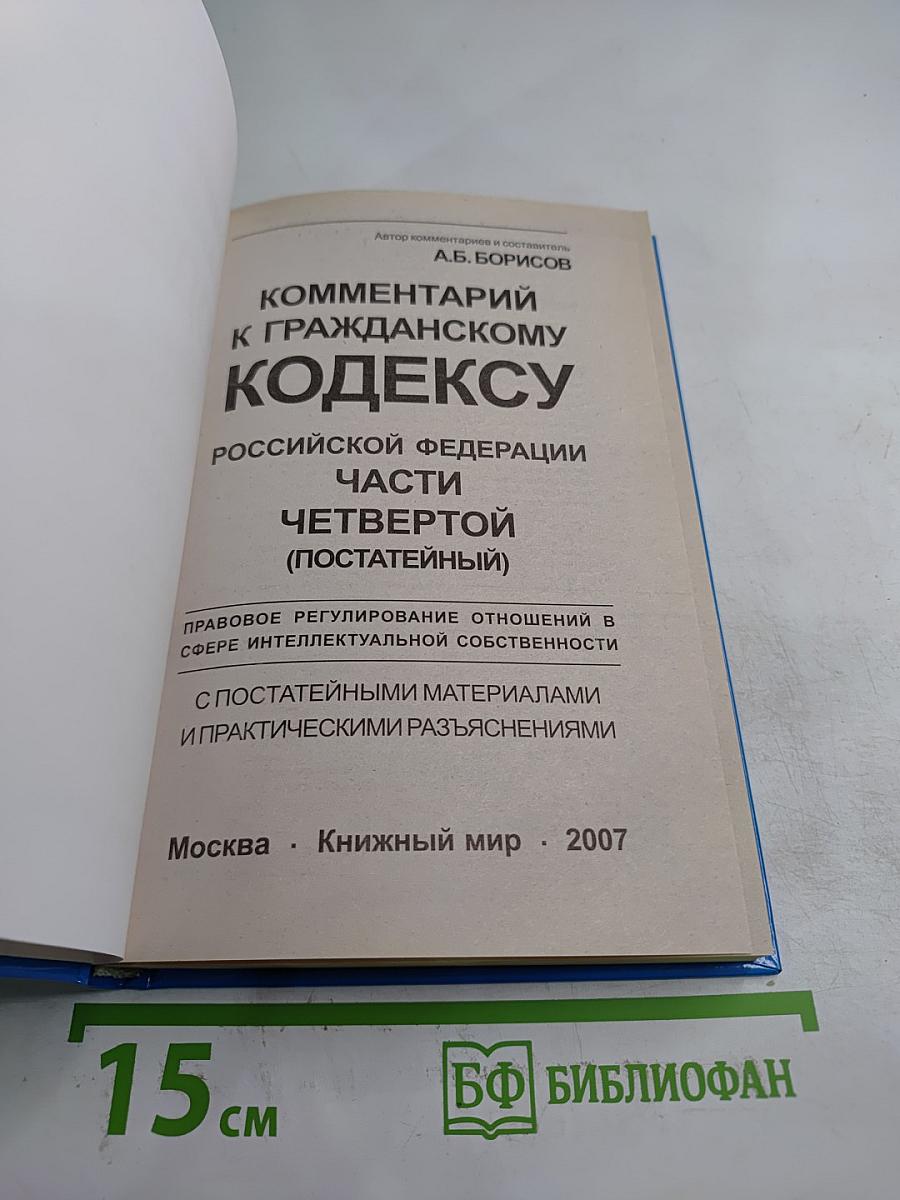 Автор комментариев и составитель
А.Б. БОРИСОВ
КОММЕНТАРИЙ
К ГРАЖДАНСКОМУ
КОДЕКСУ
РОССИЙСКОЙ ФЕДЕРАЦИИ
ЧАСТИ
ЧЕТВЕРТОЙ
(ПОСТАТЕЙНЫЙ)
ПРАВОВОЕ РЕГУЛИРОВАНИЕ ОТНОШЕНИЙ В
СФЕРЕ ИНТЕЛЛЕКТУАЛЬНОЙ СОБСТВЕННОСТИ
С ПОСТАТЕЙНЫМИ МАТЕРИАЛАМИ
И ПРАКТИЧЕСКИМИ РАЗЪЯСНЕНИЯМИ
Москва · Книжный мир · 2007
15 см
БФ БИБЛИОФАН